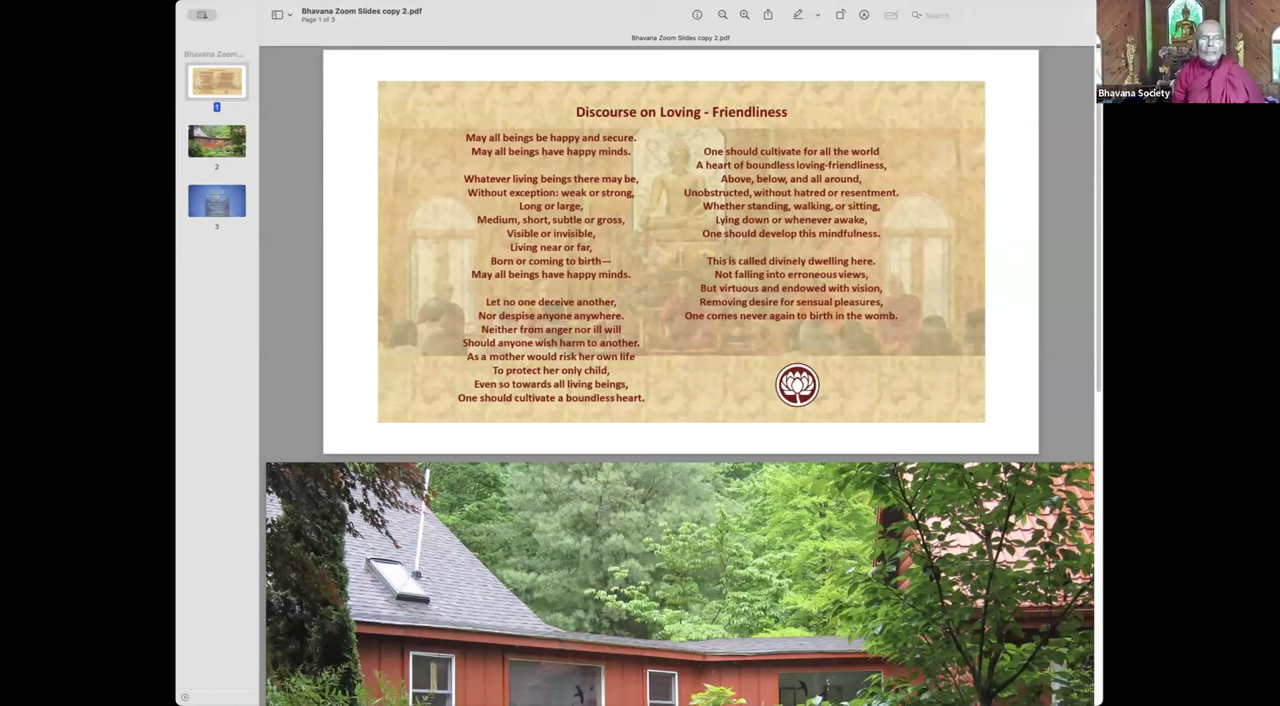 Bhavana Zoom Slides copy 2.pdf
Page 1 of 3
Search
Bhavana Zoom Slides copy 2.pdf
Bhavana Zoom...
1
2
3
Discourse on Loving - Friendliness
May all beings be happy and secure.
May all beings have happy minds.
Whatever living beings there may be,
Without exception: weak or strong,
Long or large,
Medium, short, subtle or gross,
Visible or invisible,
Living near or far,
Born or coming to birth—
May all beings have happy minds.
Let no one deceive another,
Nor despise anyone anywhere.
Neither from anger nor ill will
Should anyone wish harm to another.
As a mother would risk her own life
To protect her only child,
Even so towards all living beings,
One should cultivate a boundless heart.
One should cultivate for all the world
A heart of boundless loving-friendliness,
Above, below, and all around,
Unobstructed, without hatred or resentment.
Whether standing, walking, or sitting,
Lying down or whenever awake,
One should develop this mindfulness.
This is called divinely dwelling here.
Not falling into erroneous views,
But virtuous and endowed with vision,
Removing desire for sensual pleasures,
One comes never again to birth in the womb.
Bhavana Society